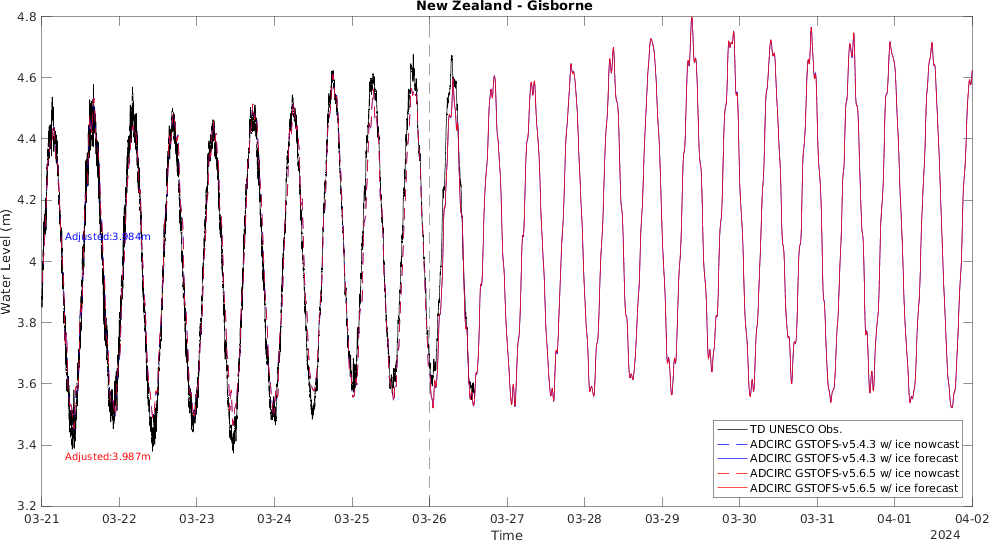 New Zealand - Gisborne
4.8
4.6
4.4
4.2
4
3.8
3.6
3.4
3.2
Water Level (m)
Adjusted:3.984m
Adjusted:3.987m
TD UNESCO Obs.
ADCIRC GSTOFS-v5.4.3 w/ ice nowcast
ADCIRC GSTOFS-v5.4.3 w/ ice forecast
ADCIRC GSTOFS-v5.6.5 w/ ice nowcast
ADCIRC GSTOFS-v5.6.5 w/ ice forecast
03-21 03-22 03-23 03-24 03-25 03-26 03-27 03-28 03-29 03-30 03-31 04-01 04-02
Time
2024